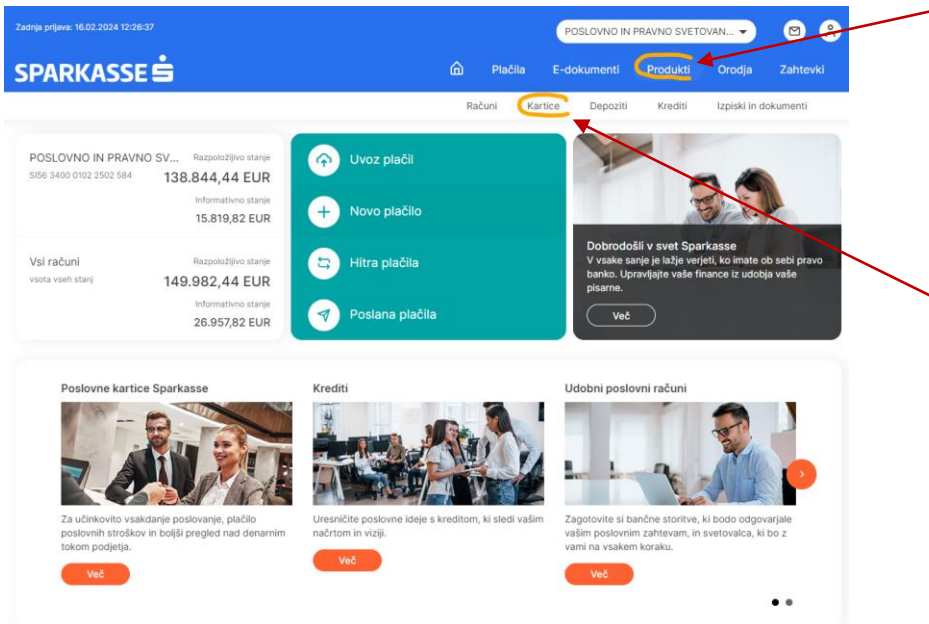 Zadnja prijava: 16.02.2024 12:26:37
POSLOVNO IN PRAVNO SVETOVAN...
SPARKASSE
Plačila E-dokumenti Produkti Orodja Zahtevki
Računi Kartice Depoziti Krediti Izpiski in dokumenti
POSLOVNO IN PRAVNO SV... Razpoložljivo stanje
SI56 3400 0102 2502 584 138.844,44 EUR
Informativno stanje
15.819,82 EUR
Vsi računi Razpoložljivo stanje
vsota vseh stanj 149.982,44 EUR
Informativno stanje
26.957,82 EUR
Uvoz plačil
Novo plačilo
Hitra plačila
Poslana plačila
Dobrodošli v svet Sparkasse
V vsake sanje je lažje verjeti, ko imate ob sebi pravo
banko. Upravljajte vaše finance iz udobja vaše
pisarne.
Več
Poslovne kartice Sparkasse
Za učinkovito vsakdanje poslovanje, plačilo
poslovnih stroškov in boljši pregled nad denarnim
tokom podjetja.
Več
Krediti
Uresničite poslovne ideje s kreditom, ki sledi vašim
načrtom in viziji.
Več
Udobni poslovni računi
Zagotovite si bančne storitve, ki bodo odgovarjale
vašim poslovnim zahtevam, in svetovalca, ki bo z
vami na vsakem koraku.
Več